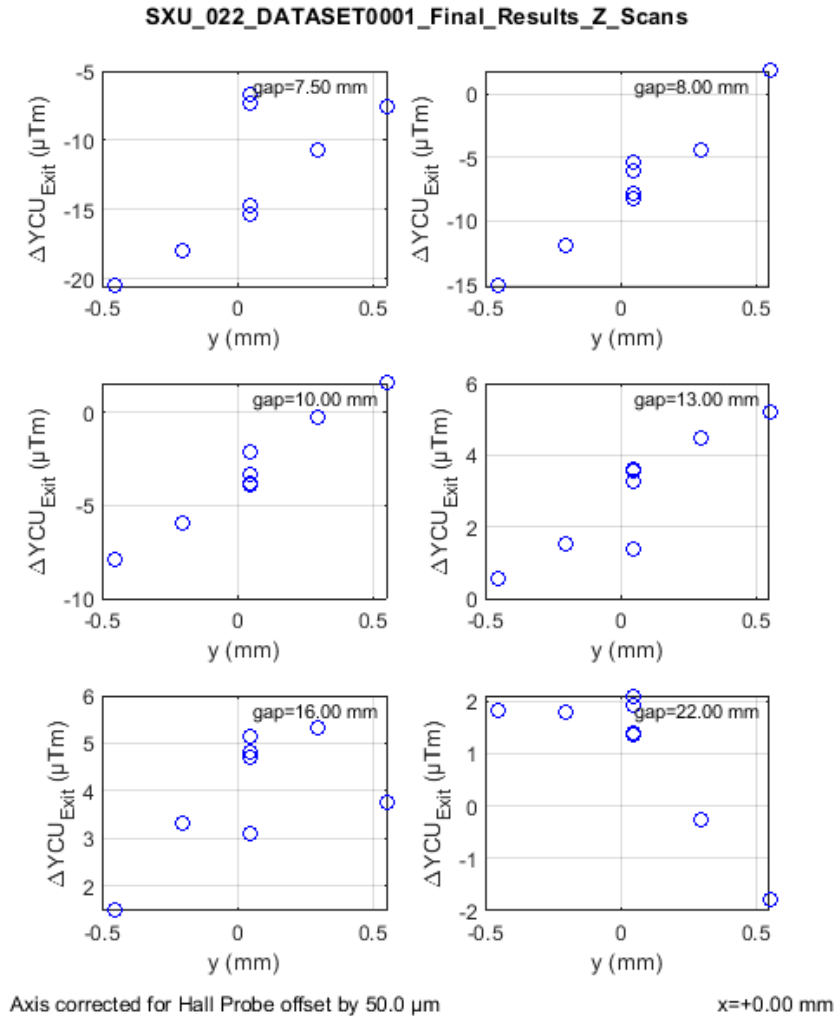 SXU_022_DATASET0001_Final_Results_Z_Scans
gap=7.50 mm
ΔYCU_Exit (µTm)
-5
-10
-15
-20
-0.5 0 0.5
y (mm)
gap=8.00 mm
ΔYCU_Exit (µTm)
0
-5
-10
-15
-0.5 0 0.5
y (mm)
gap=10.00 mm
ΔYCU_Exit (µTm)
0
-5
-10
-0.5 0 0.5
y (mm)
gap=13.00 mm
ΔYCU_Exit (µTm)
6
4
2
0
-0.5 0 0.5
y (mm)
gap=16.00 mm
ΔYCU_Exit (µTm)
6
5
4
3
2
-0.5 0 0.5
y (mm)
gap=22.00 mm
ΔYCU_Exit (µTm)
2
1
0
-1
-2
-0.5 0 0.5
y (mm)
Axis corrected for Hall Probe offset by 50.0 µm
x=+0.00 mm